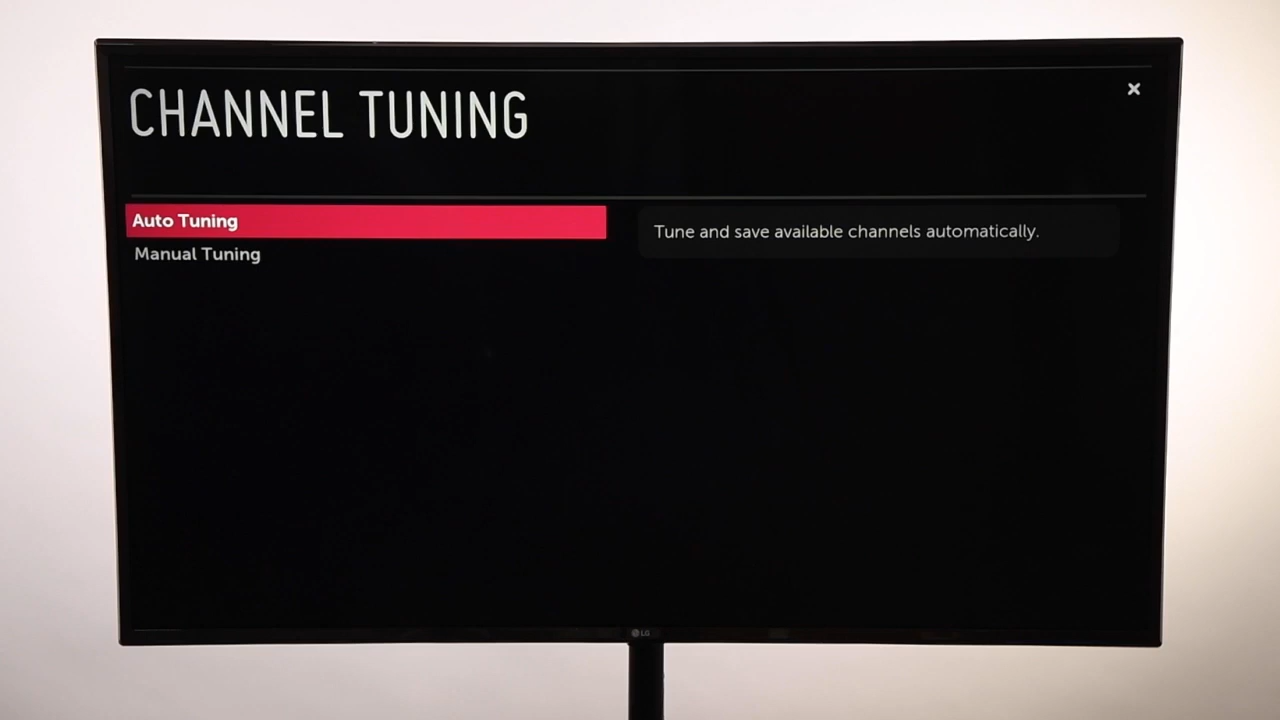 CHANNEL TUNING
Auto Tuning
Manual Tuning
Tune and save available channels automatically.
LG